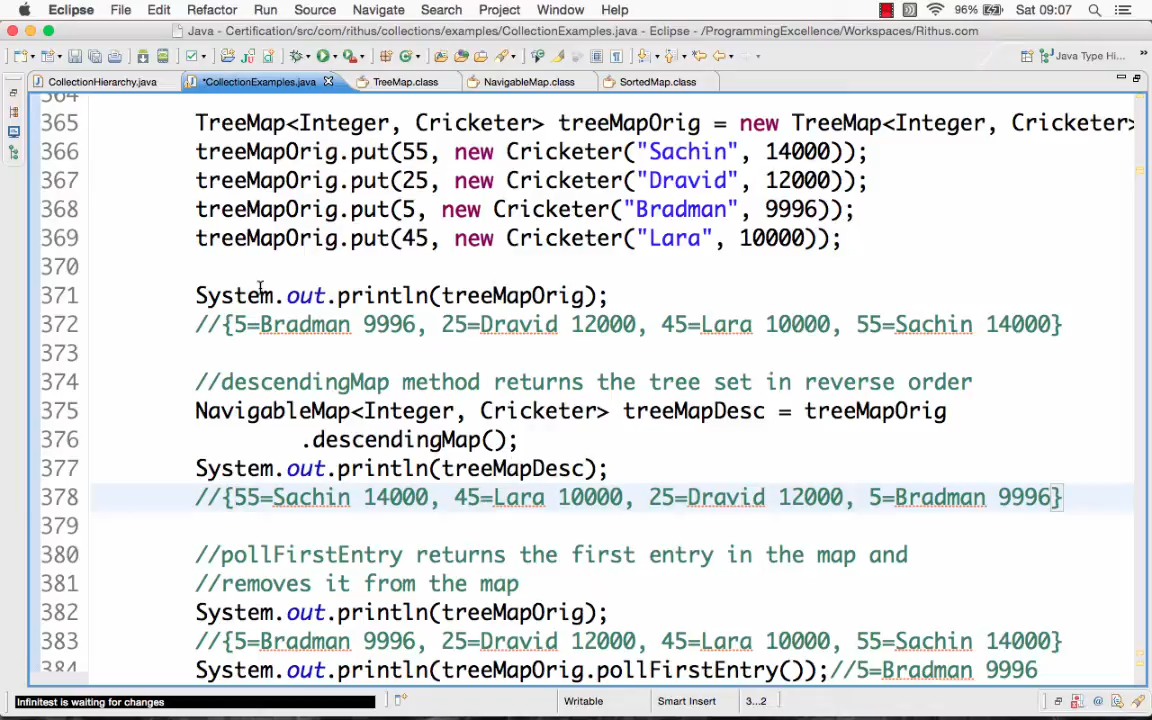 Eclipse File Edit Refactor Run Source Navigate Search Project Window Help 96% Sat 09:07
Java - Certification/src/com/rithus/collections/examples/CollectionExamples.java - Eclipse - /ProgrammingExcellence/Workspaces/Rithus.com
Java Type Hi...
CollectionHierarchy.java *CollectionExamples.java TreeMap.class NavigableMap.class SortedMap.class
364
365 TreeMap<Integer, Cricketer> treeMapOrig = new TreeMap<Integer, Cricketer>
366 treeMapOrig.put(55, new Cricketer("Sachin", 14000));
367 treeMapOrig.put(25, new Cricketer("Dravid", 12000));
368 treeMapOrig.put(5, new Cricketer("Bradman", 9996));
369 treeMapOrig.put(45, new Cricketer("Lara", 10000));
370
371 System.out.println(treeMapOrig);
372 //{5=Bradman 9996, 25=Dravid 12000, 45=Lara 10000, 55=Sachin 14000}
373
374 //descendingMap method returns the tree set in reverse order
375 NavigableMap<Integer, Cricketer> treeMapDesc = treeMapOrig
376 .descendingMap();
377 System.out.println(treeMapDesc);
378 //{55=Sachin 14000, 45=Lara 10000, 25=Dravid 12000, 5=Bradman 9996}
379
380 //pollFirstEntry returns the first entry in the map and
381 //removes it from the map
382 System.out.println(treeMapOrig);
383 //{5=Bradman 9996, 25=Dravid 12000, 45=Lara 10000, 55=Sachin 14000}
384 System.out.println(treeMapOrig.pollFirstEntry());//5=Bradman 9996
Infinitest is waiting for changes Writable Smart Insert 3...2